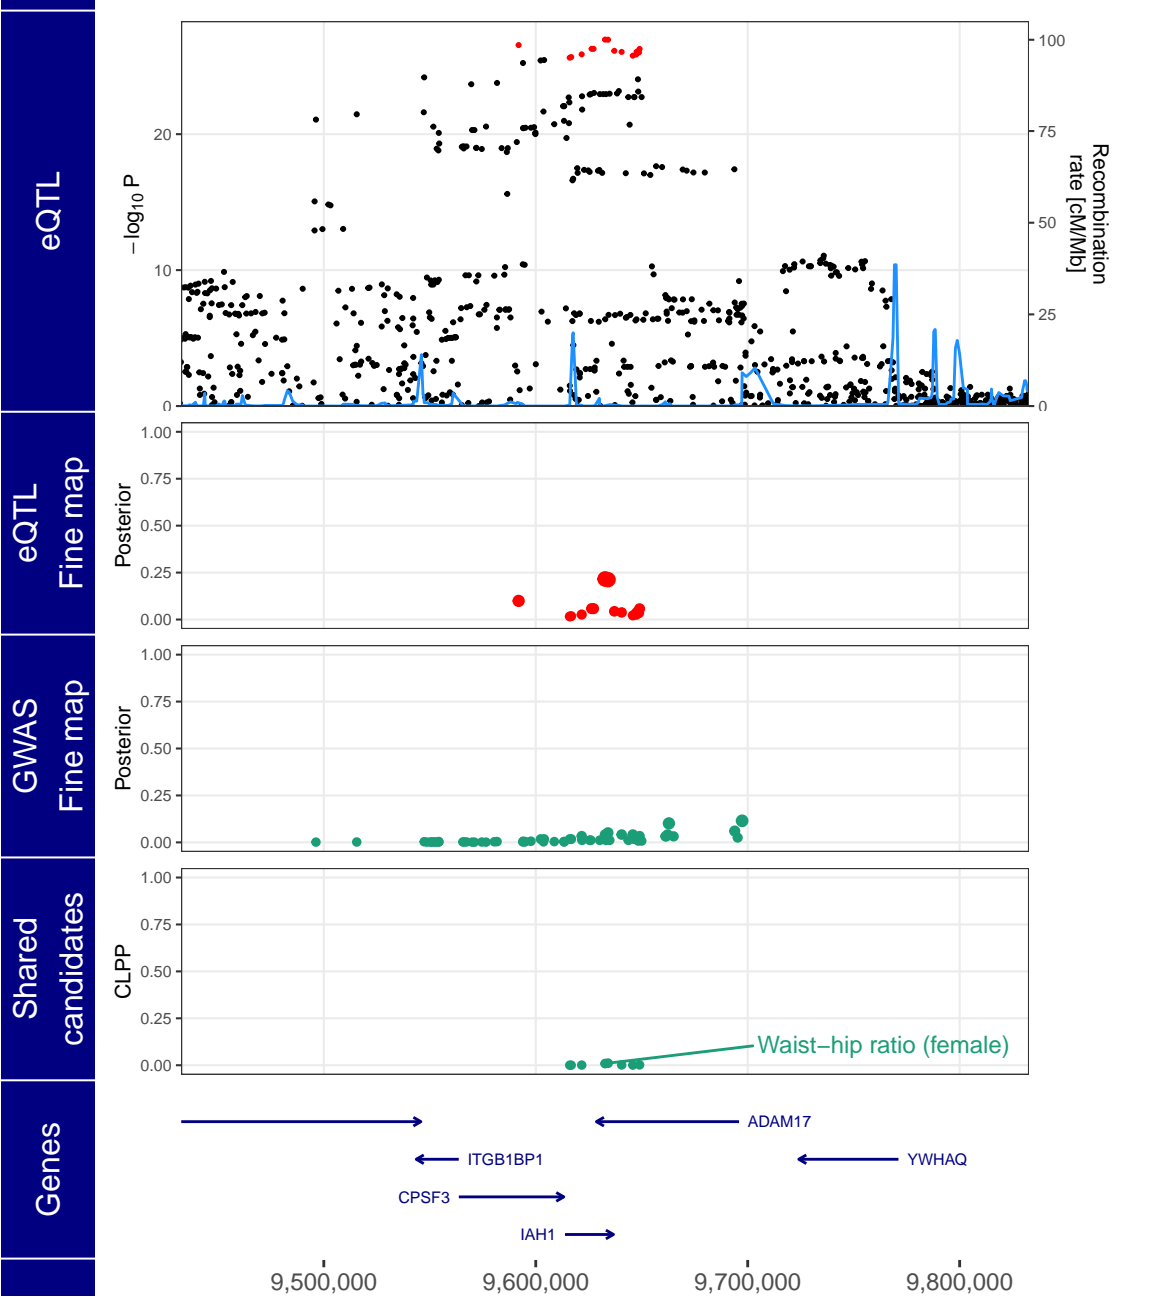 eQTL
−log10 P
20
10
0
100
75
50
25
0
Recombination
rate [cM/Mb]
eQTL
Fine map
Posterior
1.00
0.75
0.50
0.25
0.00
GWAS
Fine map
Posterior
1.00
0.75
0.50
0.25
0.00
Shared
candidates
CLPP
1.00
0.75
0.50
0.25
0.00
Waist−hip ratio (female)
Genes
ADAM17
ITGB1BP1
YWHAQ
CPSF3
IAH1
9,500,000
9,600,000
9,700,000
9,800,000